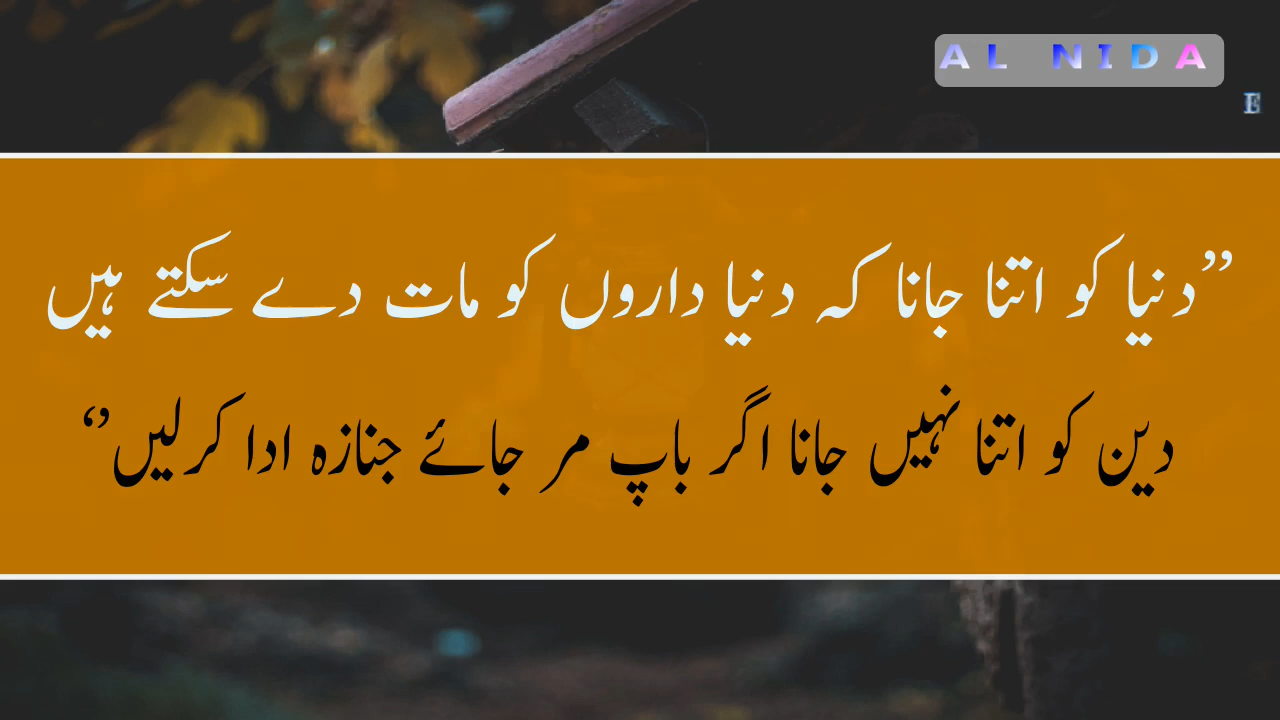 AL NIDA
E
”دنیا کو اتنا جانا کہ دنیا داروں کو مات دے سکتے ہیں
دین کو اتنا نہیں جانا اگر باپ مر جائے جنازہ ادا کرلیں‘’